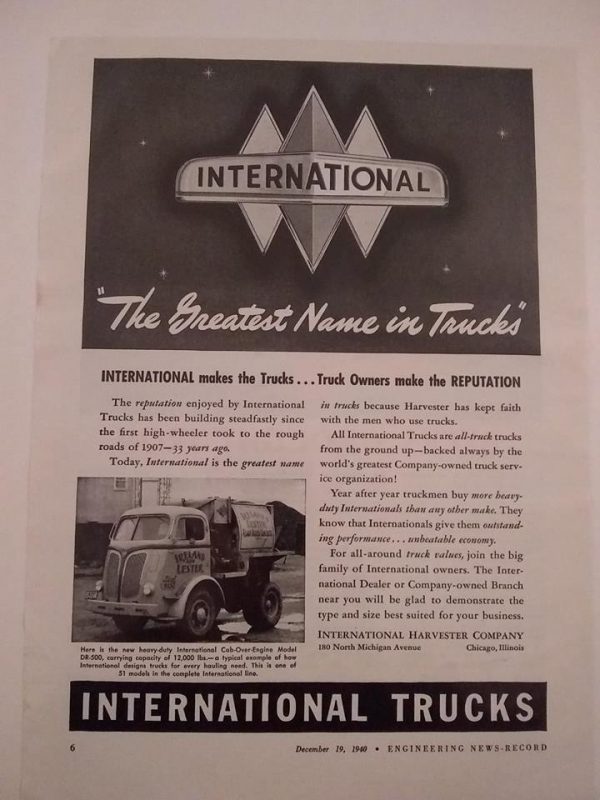 INTERNATIONAL
"The Greatest Name in Trucks"
INTERNATIONAL makes the Trucks...Truck Owners make the REPUTATION
The reputation enjoyed by International
Trucks has been building steadfastly since
the first high-wheeler took to the rough
roads of 1907—33 years ago.
Today, International is the greatest name
in trucks because Harvester has kept faith
with the men who use trucks.
All International Trucks are all-truck trucks
from the ground up—backed always by the
world's greatest Company-owned truck serv-
ice organization!
Year after year truckmen buy more heavy-
duty Internationals than any other make. They
know that Internationals give them outstand-
ing performance... unbeatable economy.
For all-around truck values, join the big
family of International owners. The Inter-
national Dealer or Company-owned Branch
near you will be glad to demonstrate the
type and size best suited for your business.
INTERNATIONAL HARVESTER COMPANY
180 North Michigan Avenue Chicago, Illinois
IRELAND
LESTER
IRELAND
LESTER
Here is the new heavy-duty International Cab-Over-Engine Model
DR-500, carrying capacity of 12,000 lbs.—a typical example of how
International designs trucks for every hauling need. This is one of
51 models in the complete International line.
INTERNATIONAL TRUCKS
6 December 19, 1940 • ENGINEERING NEWS-RECORD